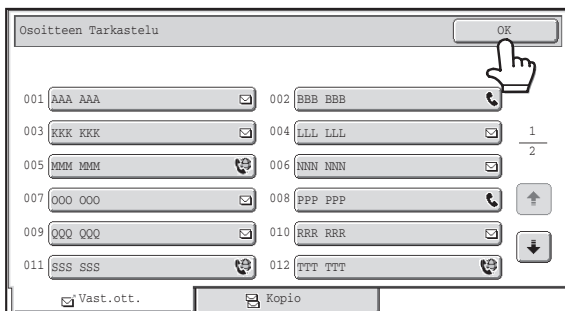 Osoitteen Tarkastelu OK
001 AAA AAA 002 BBB BBB
003 KKK KKK 004 LLL LLL
1
2
005 MMM MMM 006 NNN NNN
007 OOO OOO 008 PPP PPP
009 QQQ QQQ 010 RRR RRR
011 SSS SSS 012 TTT TTT
Vast.ott. Kopio